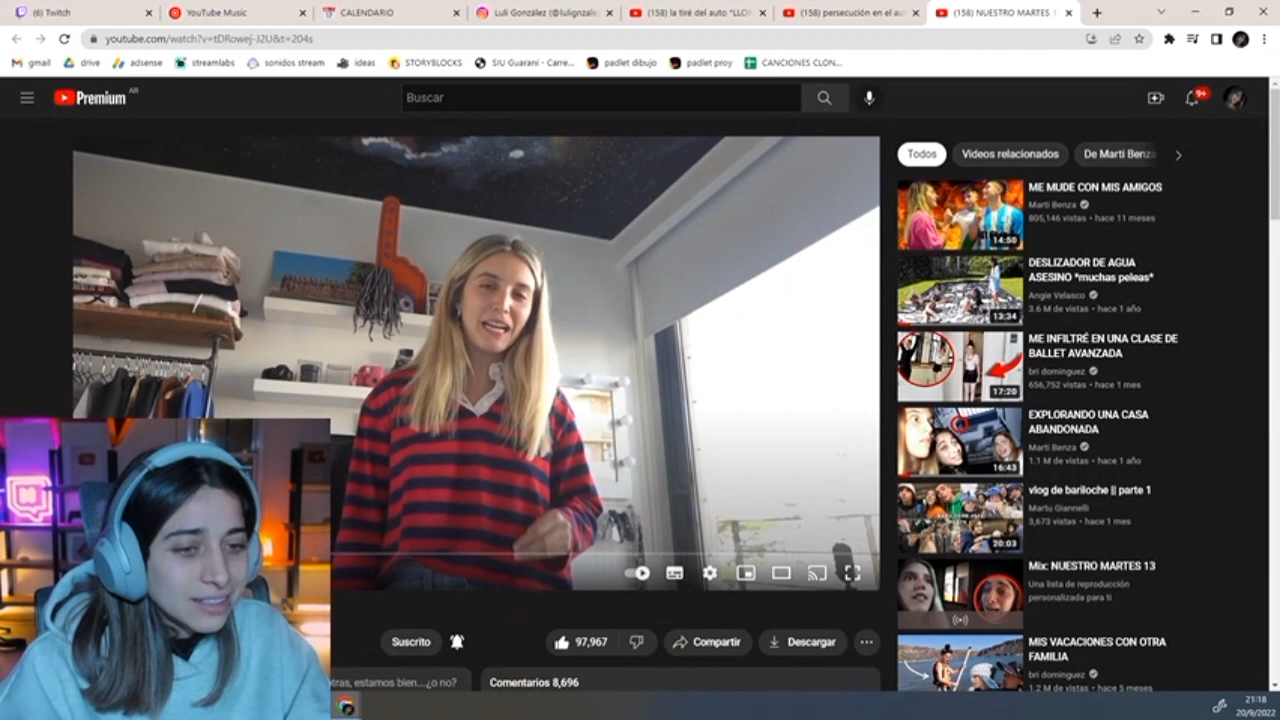 (6) Twitch
YouTube Music
CALENDARIO
Luli González (@lulignzale
(158) la tiré del auto "LLOR
(158) persecución en el au
(158) NUESTRO MARTES 1
youtube.com/watch?v=tDRowej-J2U&t=204s
gmail
drive
adsense
streamlabs
sonidos stream
ideas
STORYBLOCKS
SIU Guaraní - Carre...
padlet dibujo
padlet proy
CANCIONES CLON...
Premium AR
Buscar
9+
Todos
Videos relacionados
De Marti Benza
ME MUDE CON MIS AMIGOS
Marti Benza
805,146 vistas • hace 11 meses
14:50
DESLIZADOR DE AGUA
ASESINO *muchas peleas*
Angie Velasco
3.6 M de vistas • hace 1 año
13:34
ME INFILTRÉ EN UNA CLASE DE
BALLET AVANZADA
bri dominguez
656,752 vistas • hace 1 mes
17:20
EXPLORANDO UNA CASA
ABANDONADA
Marti Benza
1.1 M de vistas • hace 1 año
16:43
vlog de bariloche || parte 1
Martu Giannelli
3,673 vistas • hace 1 mes
20:03
Mix: NUESTRO MARTES 13
Una lista de reproducción
personalizada para ti
MIS VACACIONES CON OTRA
FAMILIA
bri dominguez
1.2 M de vistas • hace 5 meses
Suscrito
97,967
Compartir
Descargar
tras, estamos bien....¿o no?
Comentarios 8,696
21:18
20/9/2022